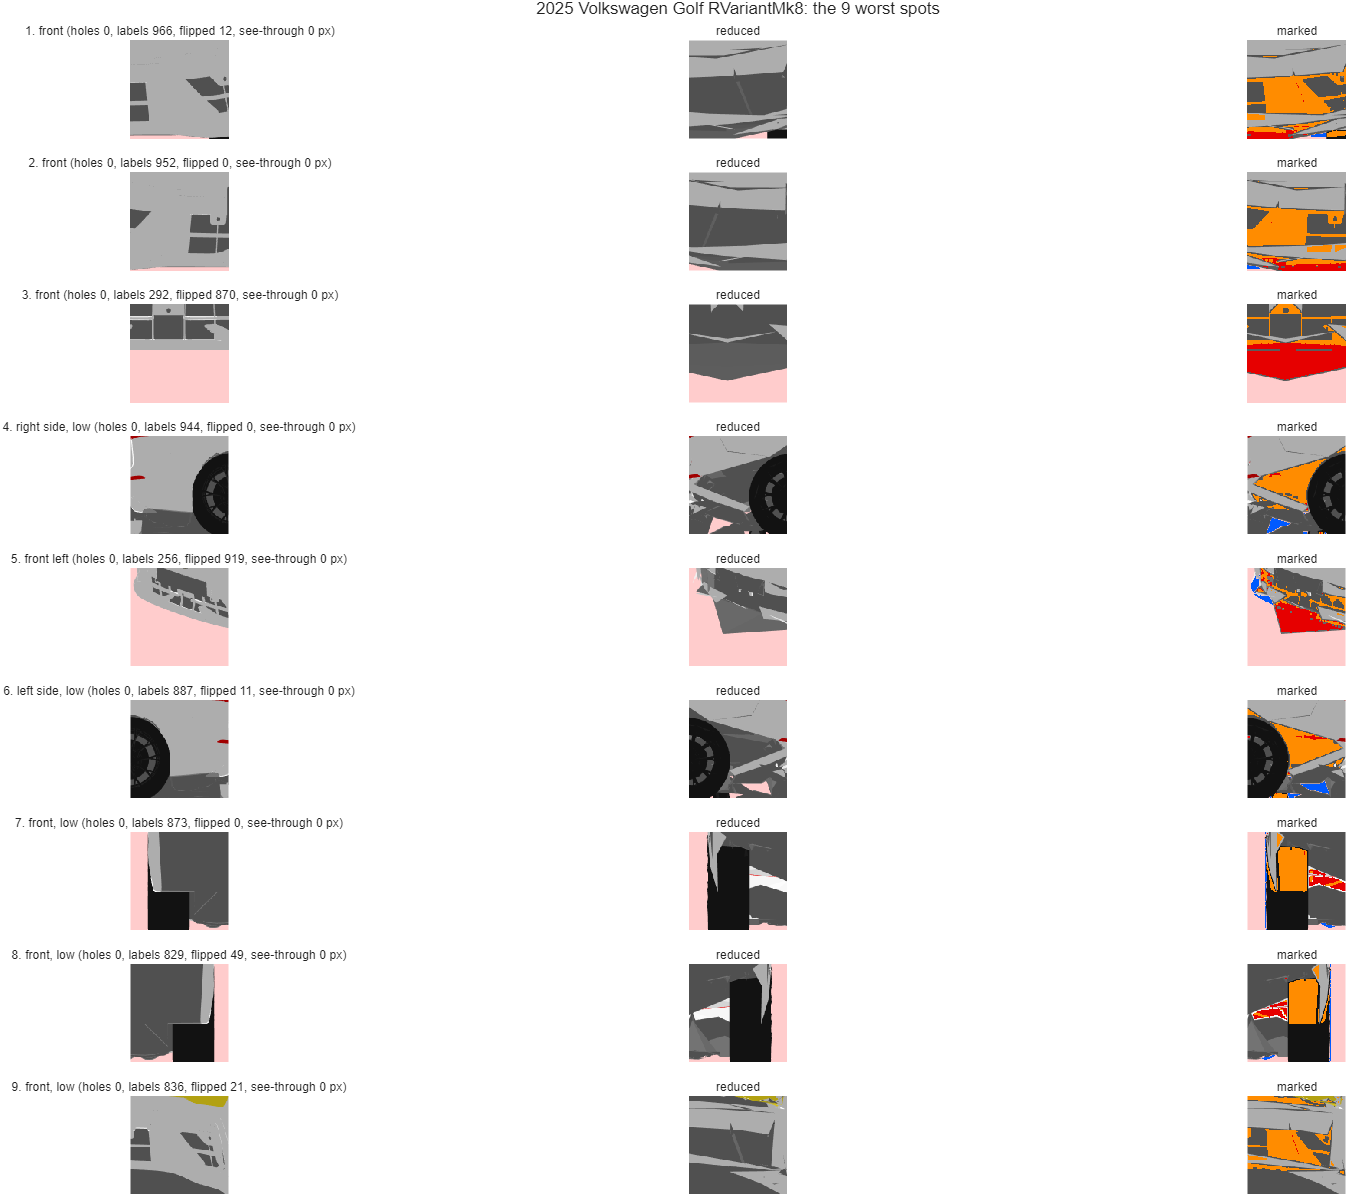 2025 Volkswagen Golf RVariantMk8: the 9 worst spots
1. front (holes 0, labels 966, flipped 12, see-through 0 px)
reduced
marked
2. front (holes 0, labels 952, flipped 0, see-through 0 px)
reduced
marked
3. front (holes 0, labels 292, flipped 870, see-through 0 px)
reduced
marked
4. right side, low (holes 0, labels 944, flipped 0, see-through 0 px)
reduced
marked
5. front left (holes 0, labels 256, flipped 919, see-through 0 px)
reduced
marked
6. left side, low (holes 0, labels 887, flipped 11, see-through 0 px)
reduced
marked
7. front, low (holes 0, labels 873, flipped 0, see-through 0 px)
reduced
marked
8. front, low (holes 0, labels 829, flipped 49, see-through 0 px)
reduced
marked
9. front, low (holes 0, labels 836, flipped 21, see-through 0 px)
reduced
marked